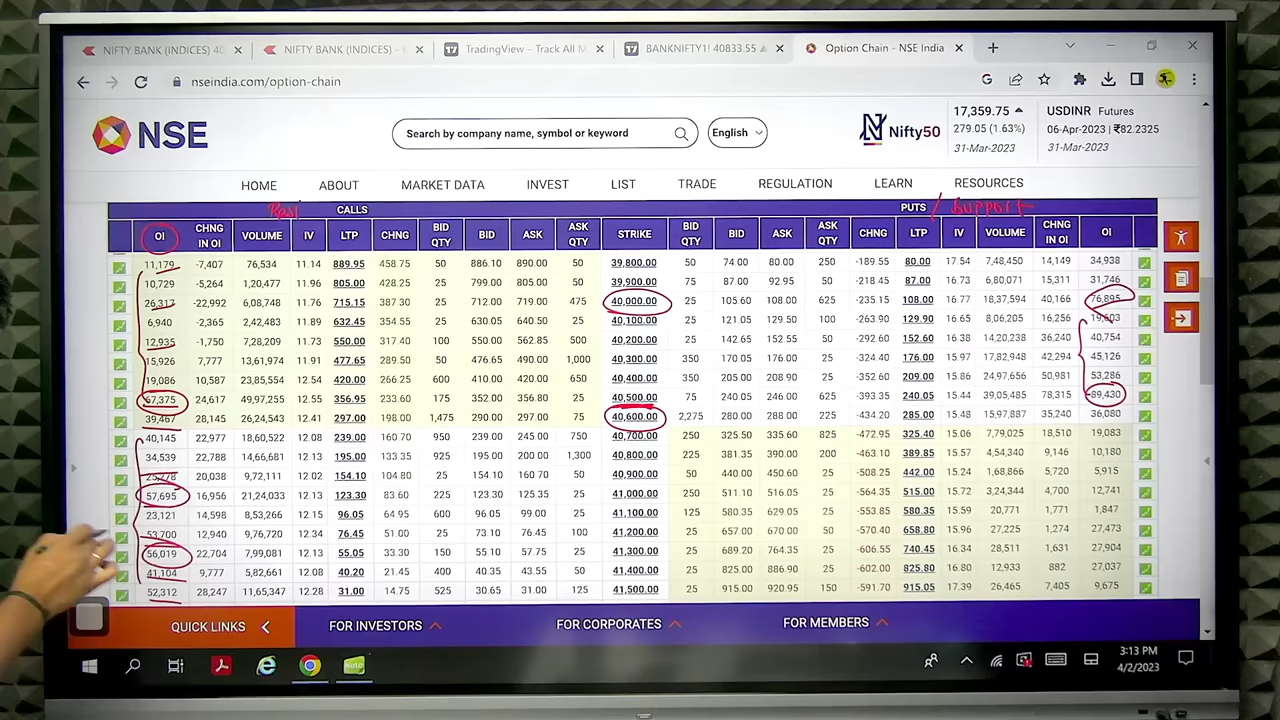 NIFTY BANK (INDICES) 40 NIFTY BANK (INDICES) - TradingView – Track All M BANKNIFTY1! 40833.55 Option Chain - NSE India
nseindia.com/option-chain
NSE
Search by company name, symbol or keyword
English
Nifty50
17,359.75
279.05 (1.63%)
31-Mar-2023
USDINR Futures
06-Apr-2023 | ₹82.2325
31-Mar-2023
HOME ABOUT MARKET DATA INVEST LIST TRADE REGULATION LEARN RESOURCES
CALLS PUTS / Support
OI CHNG IN OI VOLUME IV LTP CHNG BID QTY BID ASK ASK QTY STRIKE BID QTY BID ASK ASK QTY CHNG LTP IV VOLUME CHNG IN OI OI
11,179 -7,407 76,534 11.14 889.95 458.75 50 886.10 890.00 50 39,800.00 50 74.00 80.00 250 -189.55 80.00 17.54 7,48,450 14,149 34,938
10,729 -5,264 1,20,477 11.96 805.00 428.25 25 799.00 805.00 50 39,900.00 75 87.00 92.95 50 -218.45 87.00 16.73 6,80,071 15,311 31,746
26,317 -22,992 6,08,748 11.76 715.15 387.30 25 712.00 719.00 475 40,000.00 25 105.60 108.00 625 -235.15 108.00 16.77 18,37,594 40,166 76,895
6,940 -2,365 2,42,483 11.89 632.45 354.55 25 630.05 640.50 25 40,100.00 25 121.05 129.50 100 -263.90 129.90 16.65 8,06,205 16,256 19,603
12,935 -1,750 7,28,209 11.73 550.00 317.40 100 550.00 562.85 500 40,200.00 25 142.65 152.55 50 -292.60 152.60 16.38 14,20,238 36,240 40,754
15,926 7,777 13,61,974 11.91 477.65 289.50 50 476.65 490.00 1,000 40,300.00 350 170.05 176.00 25 -324.40 176.00 15.97 17,82,948 42,294 45,126
19,086 10,587 23,85,554 12.54 420.00 266.25 600 410.00 420.00 650 40,400.00 350 205.00 208.90 25 -352.60 209.00 15.86 24,97,656 50,981 53,286
67,375 24,617 49,97,255 12.55 356.95 233.65 175 352.00 356.80 25 40,500.00 75 240.05 246.00 625 -393.35 240.05 15.44 39,05,485 78,315 89,430
39,467 28,145 26,24,543 12.41 297.00 198.00 1,475 290.00 297.00 75 40,600.00 2,275 280.00 288.00 225 -434.20 285.00 15.48 15,97,887 35,240 36,080
40,145 22,977 18,60,522 12.08 239.00 160.70 950 239.00 245.00 750 40,700.00 250 325.50 335.60 825 -472.95 325.40 15.06 7,79,025 18,510 19,083
34,539 22,788 14,66,681 12.13 195.00 133.35 925 195.00 200.00 1,300 40,800.00 225 381.35 390.00 200 -463.10 389.85 15.57 4,54,340 9,146 10,180
25,278 20,038 9,72,111 12.02 154.10 104.80 25 154.10 160.70 50 40,900.00 50 440.00 450.60 25 -508.25 442.00 15.24 1,68,866 5,720 5,915
57,695 16,956 21,24,033 12.13 123.30 83.60 225 123.30 125.35 25 41,000.00 250 511.10 516.05 25 -564.35 515.00 15.72 3,24,344 4,700 12,741
23,121 14,598 8,53,266 12.15 96.05 64.95 600 96.05 99.00 25 41,100.00 125 580.35 629.05 25 -553.85 580.35 15.59 20,771 1,771 1,847
53,700 12,940 9,76,720 12.34 76.45 51.00 25 73.10 76.45 100 41,200.00 25 657.00 670.00 50 -570.40 658.80 15.96 27,225 1,274 27,473
56,019 22,704 7,99,081 12.13 55.05 33.30 150 55.10 57.75 25 41,300.00 25 689.20 764.35 25 -606.55 740.45 16.34 28,511 1,631 27,904
41,104 9,777 5,82,661 12.08 40.20 21.45 400 40.35 43.55 50 41,400.00 25 825.00 886.90 25 -602.00 825.80 16.80 12,933 882 27,037
52,312 28,247 11,65,347 12.28 31.00 14.75 525 30.65 31.00 125 41,500.00 25 915.00 920.95 150 -591.70 915.05 17.39 26,465 7,405 9,675
QUICK LINKS FOR INVESTORS FOR CORPORATES FOR MEMBERS
Note
3:13 PM
4/2/2023